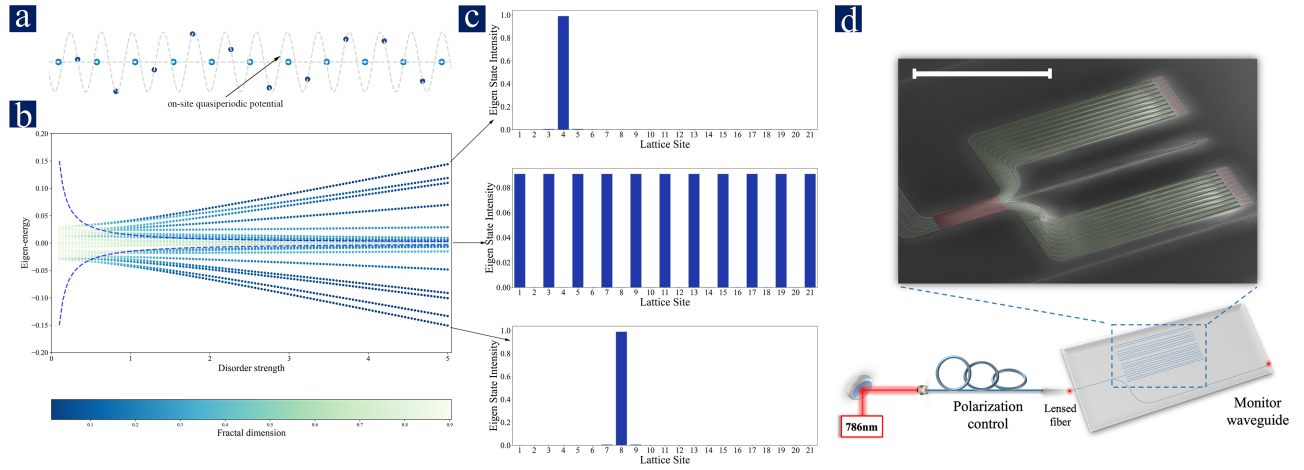 a
on-site quasiperiodic potential
b
0.20
0.15
0.10
0.05
0.00
−0.05
−0.10
−0.15
−0.20
Eigen-energy
0 1 2 3 4 5
Disorder strength
0.1 0.2 0.3 0.4 0.5 0.6 0.7 0.8 0.9
Fractal dimension
c
1.0
0.8
0.6
0.4
0.2
0.0
Eigen State Intensity
1 2 3 4 5 6 7 8 9 10 11 12 13 14 15 16 17 18 19 20 21
Lattice Site
0.08
0.06
0.04
0.02
0.00
Eigen State Intensity
1 2 3 4 5 6 7 8 9 10 11 12 13 14 15 16 17 18 19 20 21
Lattice Site
1.0
0.8
0.6
0.4
0.2
0.0
Eigen State Intensity
1 2 3 4 5 6 7 8 9 10 11 12 13 14 15 16 17 18 19 20 21
Lattice Site
d
786nm
Polarization
control
Lensed
fiber
Monitor
waveguide